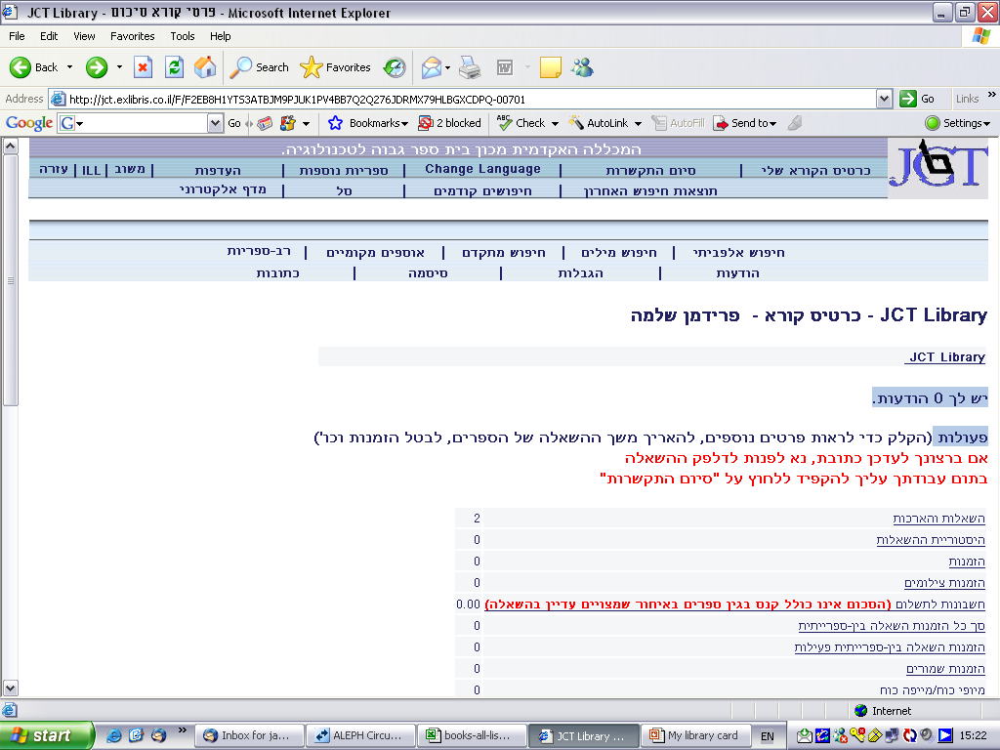 JCT Library - פרטי קורא סיכום - Microsoft Internet Explorer
File Edit View Favorites Tools Help
Back Search Favorites
Address http://jct.exlibris.co.il/F/F2EB8H1YTS3ATBJM9PJUK1PV4BB7Q2Q276JDRMX79HLBGXCDPQ-00701 Go Links »
Google G Go Bookmarks 2 blocked ABC Check AutoLink AutoFill Send to Settings
המכללה האקדמית מכון בית ספר גבוה לטכנולוגיה.
JCT
כרטיס הקורא שלי | סיום התקשרות | Change Language | ספריות נוספות | העדפות | משוב | ILL | עזרה
תוצאות חיפוש האחרון | חיפושים קודמים | סל | מדף אלקטרוני
חיפוש אלפביתי | חיפוש מילים | חיפוש מתקדם | אוספים מקומיים | רב-ספריות
הודעות | הגבלות | סיסמה | כתובות
JCT Library - כרטיס קורא - פרידמן שלמה
JCT Library
יש לך 0 הודעות.
פעולות (הקלק כדי לראות פרטים נוספים, להאריך משך ההשאלה של הספרים, לבטל הזמנות וכו')
אם ברצונך לעדכן כתובת, נא לפנות לדלפק ההשאלה
בתום עבודתך עליך להקפיד ללחוץ על "סיום התקשרות"
השאלות והארכות 2
היסטוריית ההשאלות 0
הזמנות 0
הזמנות צילומים 0
חשבונות לתשלום (הסכום אינו כולל קנס בגין ספרים באיחור שמצויים עדיין בהשאלה) 0.00
סך כל הזמנות השאלה בין-ספרייתית 0
הזמנות השאלה בין-ספרייתית פעילות 0
הזמנות שמורים 0
מיופי כוח/מייפה כוח 0
Internet
start » Inbox for ja... ALEPH Circu... books-all-lis... JCT Library ... My library card EN 15:22